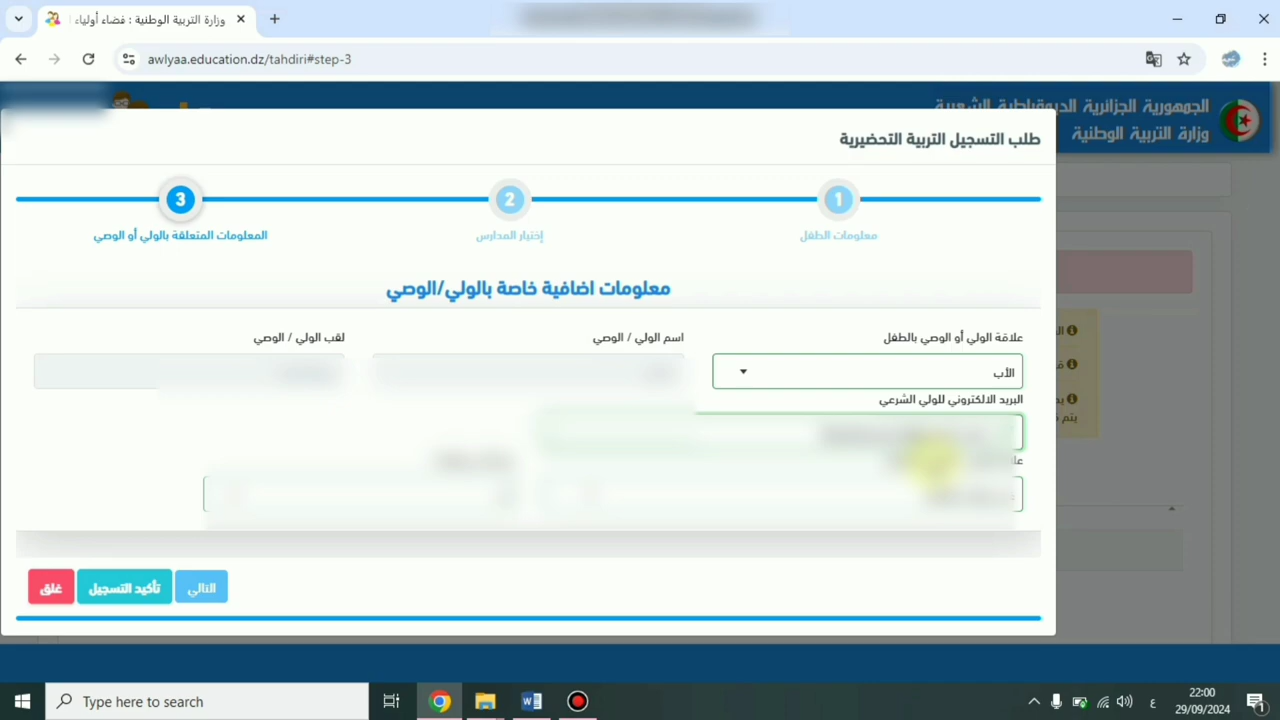 وزارة التربية الوطنية : فضاء أولياء
awlyaa.education.dz/tahdiri#step-3
الجمهورية الجزائرية الديموقراطية الشعبية
وزارة التربية الوطنية
طلب التسجيل التربية التحضيرية
1
2
3
معلومات الطفل
إختيار المدارس
المعلومات المتعلقة بالولي أو الوصي
معلومات اضافية خاصة بالولي/الوصي
علاقة الولي أو الوصي بالطفل
اسم الولي / الوصي
لقب الولي / الوصي
الأب
البريد الالكتروني للولي الشرعي
التالي
تأكيد التسجيل
غلق
Type here to search
ع
22:00
29/09/2024
1